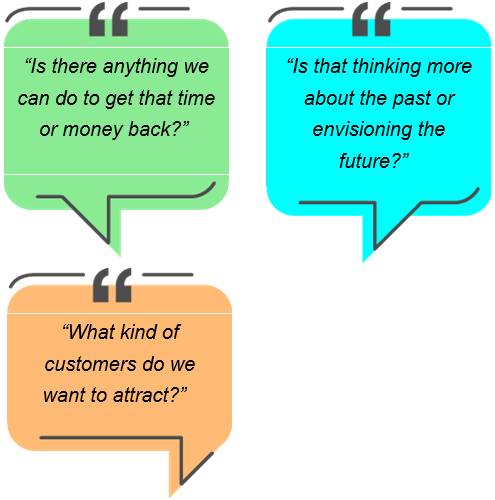 “Is there anything we
can do to get that time
or money back?”
“Is that thinking more
about the past or
envisioning the
future?”
“What kind of
customers do we
want to attract?”